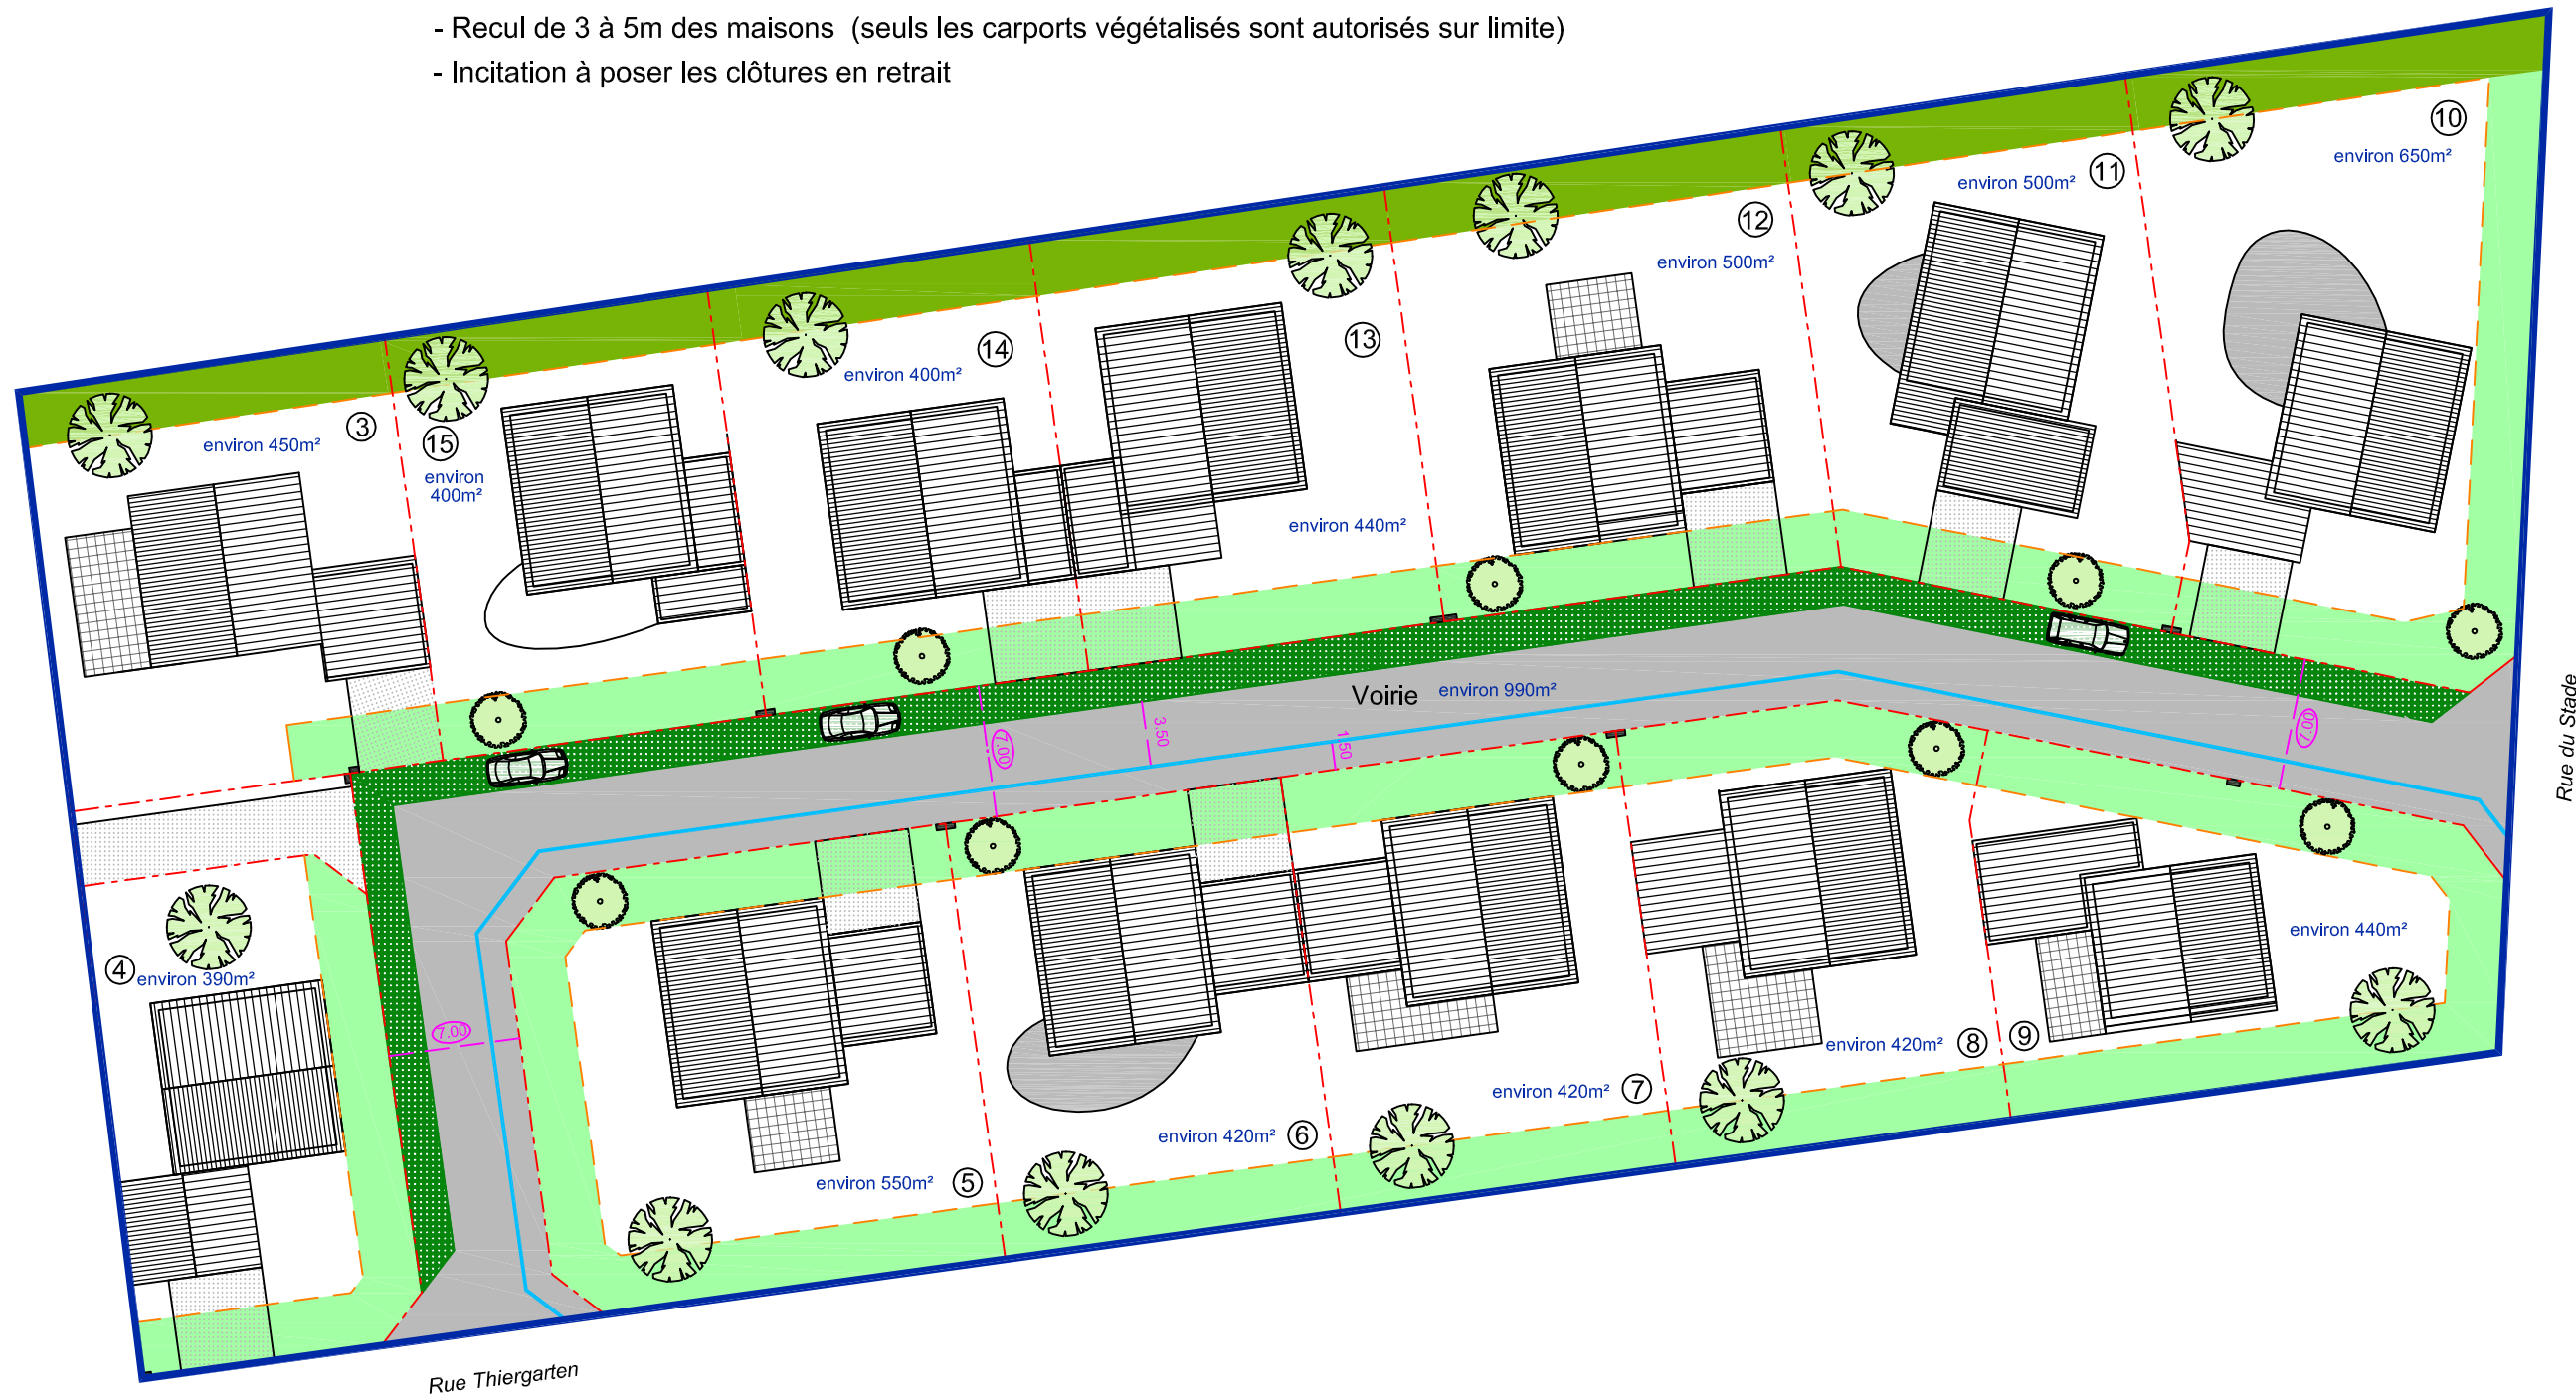 - Recul de 3 à 5m des maisons (seuls les carports végétalisés sont autorisés sur limite)
- Incitation à poser les clôtures en retrait
10
environ 650m²
11
environ 500m²
12
environ 500m²
13
14
environ 400m²
3
environ 450m²
15
environ
400m²
environ 440m²
Voirie
environ 990m²
3.50
7.00
1.50
7.00
Rue du Stade
environ 440m²
4
environ 390m²
7.00
9
8
environ 420m²
7
environ 420m²
6
environ 420m²
5
environ 550m²
Rue Thiergarten